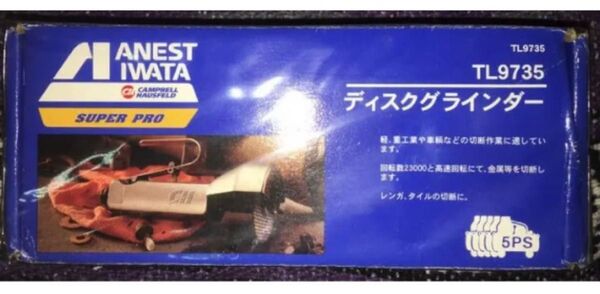 TL9735
ANEST
IWATA
CAMPBELL
HAUSFELD
SUPER PRO
TL9735
ディスクグラインダー
軽、重工業や車輌などの切断作業に適しています。
回転数23000と高速回転にて、金属等を切断します。
レンガ、タイルの切断に。
5PS